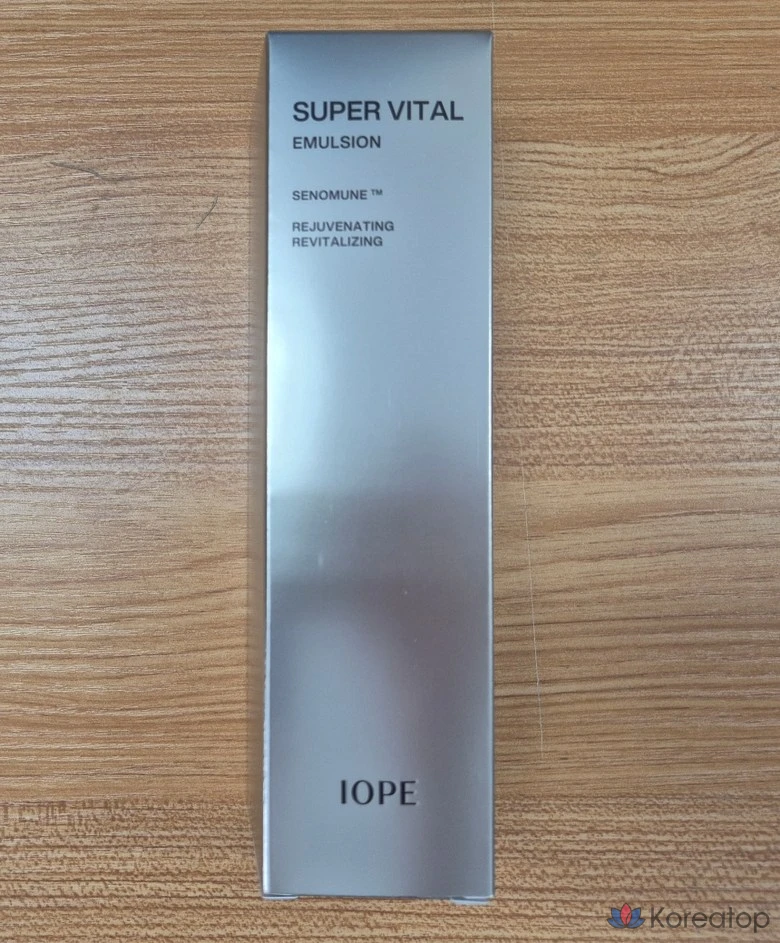 SUPER VITAL
EMULSION
SENOMUNE ™
REJUVENATING
REVITALIZING
IOPE
Koreatop